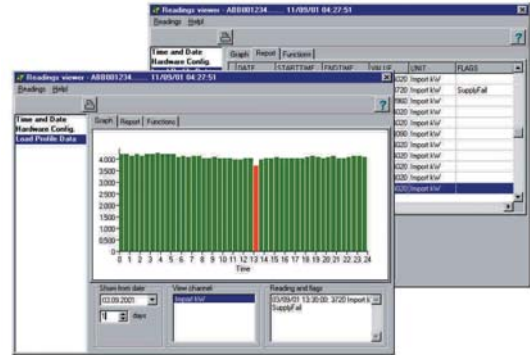 Readings viewer - ABB001234....... 11/09/01 04:27:51
Readings Help
?
Time and Date
Hardware Config.
Graph Report Functions
DATE STARTTIME ENDTIME VALUE UNIT FLAGS
Import kW
Import kW SupplyFail
Import kW
Import kW
Import kW
Import kW
Import kW
Import kW
Import kW
Import kW
Readings viewer - ABB001234....... 11/09/01 04:27:51
Readings Help
?
Time and Date
Hardware Config.
Load Profile Data
Graph Report Functions
4.000
3.500
3.000
2.500
2.000
1.500
1.000
0.500
0
0 1 2 3 4 5 6 7 8 9 10 11 12 13 14 15 16 17 18 19 20 21 22 23 24
Time
Show from date
03.09.2001
days
View channel
Import kW
Reading and flags
03/09/01 13:30:00: 3720 Import k
SupplyFail